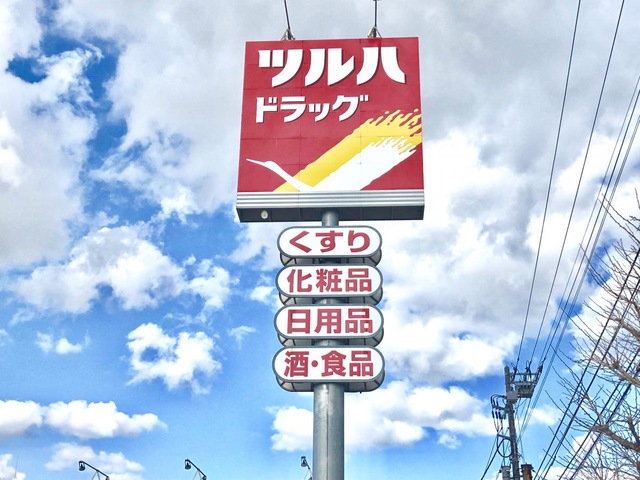 ツルハ
ドラッグ
くすり
化粧品
日用品
酒・食品